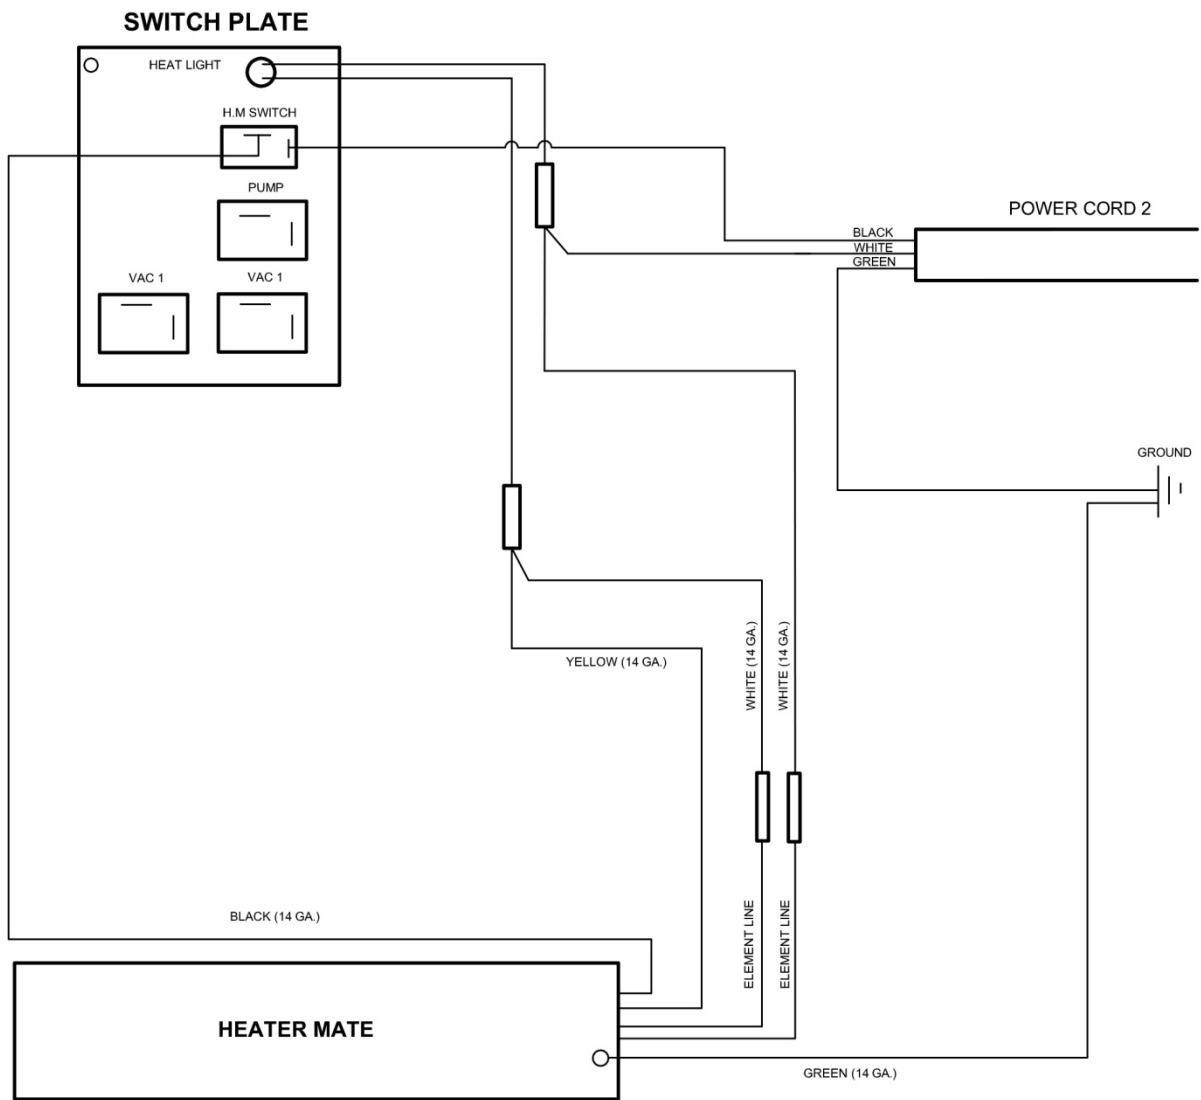 SWITCH PLATE
HEAT LIGHT
H.M SWITCH
PUMP
VAC 1
VAC 1
POWER CORD 2
BLACK
WHITE
GREEN
GROUND
YELLOW (14 GA.)
WHITE (14 GA.)
WHITE (14 GA.)
ELEMENT LINE
ELEMENT LINE
BLACK (14 GA.)
HEATER MATE
GREEN (14 GA.)